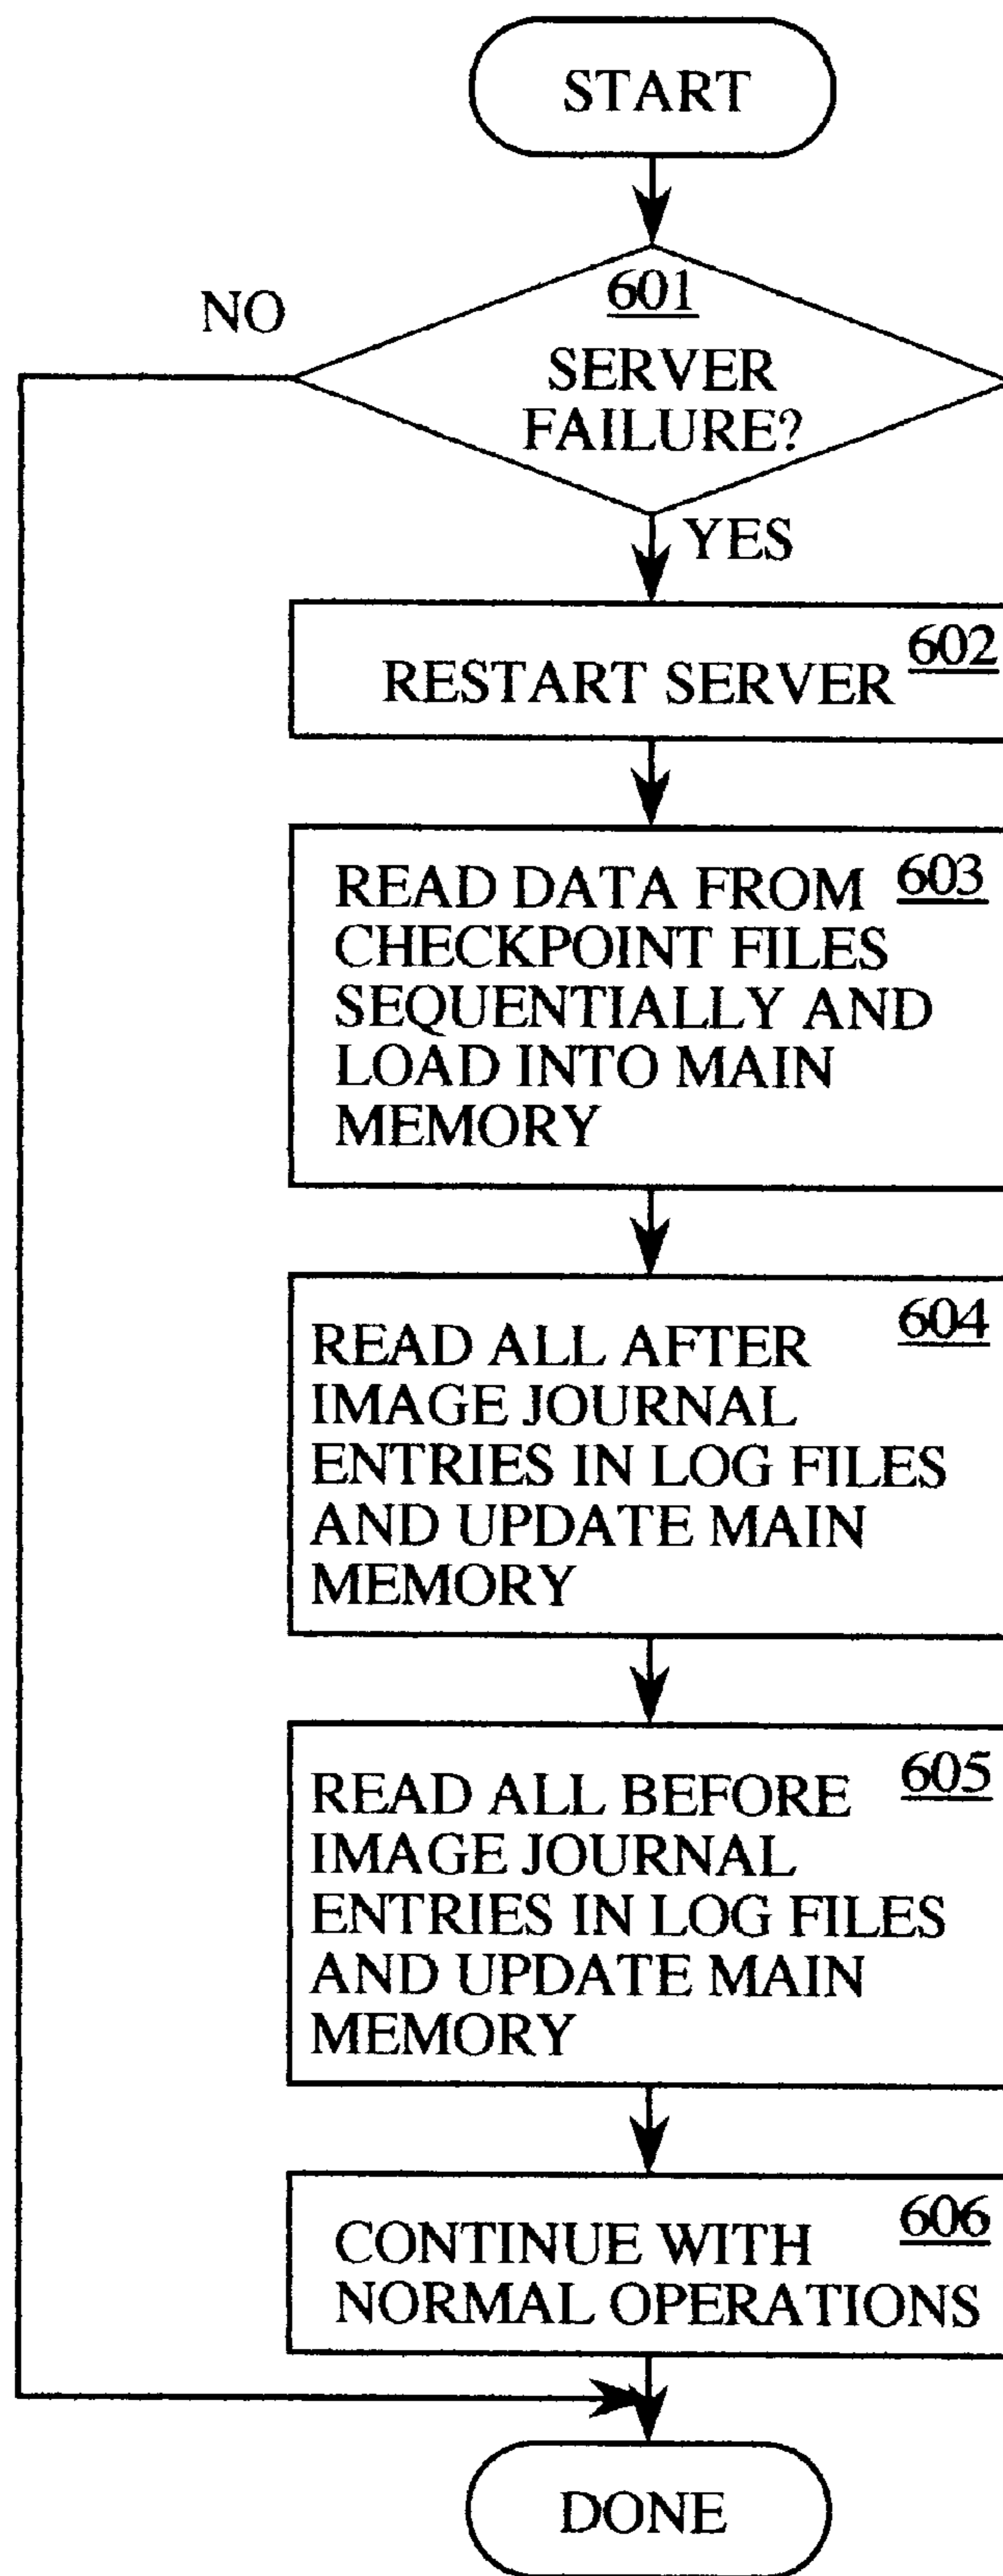 START
NO
601
SERVER
FAILURE?
YES
602
RESTART SERVER
READ DATA FROM 603
CHECKPOINT FILES
SEQUENTIALLY AND
LOAD INTO MAIN
MEMORY
604
READ ALL AFTER
IMAGE JOURNAL
ENTRIES IN LOG FILES
AND UPDATE MAIN
MEMORY
605
READ ALL BEFORE
IMAGE JOURNAL
ENTRIES IN LOG FILES
AND UPDATE MAIN
MEMORY
606
CONTINUE WITH
NORMAL OPERATIONS
DONE